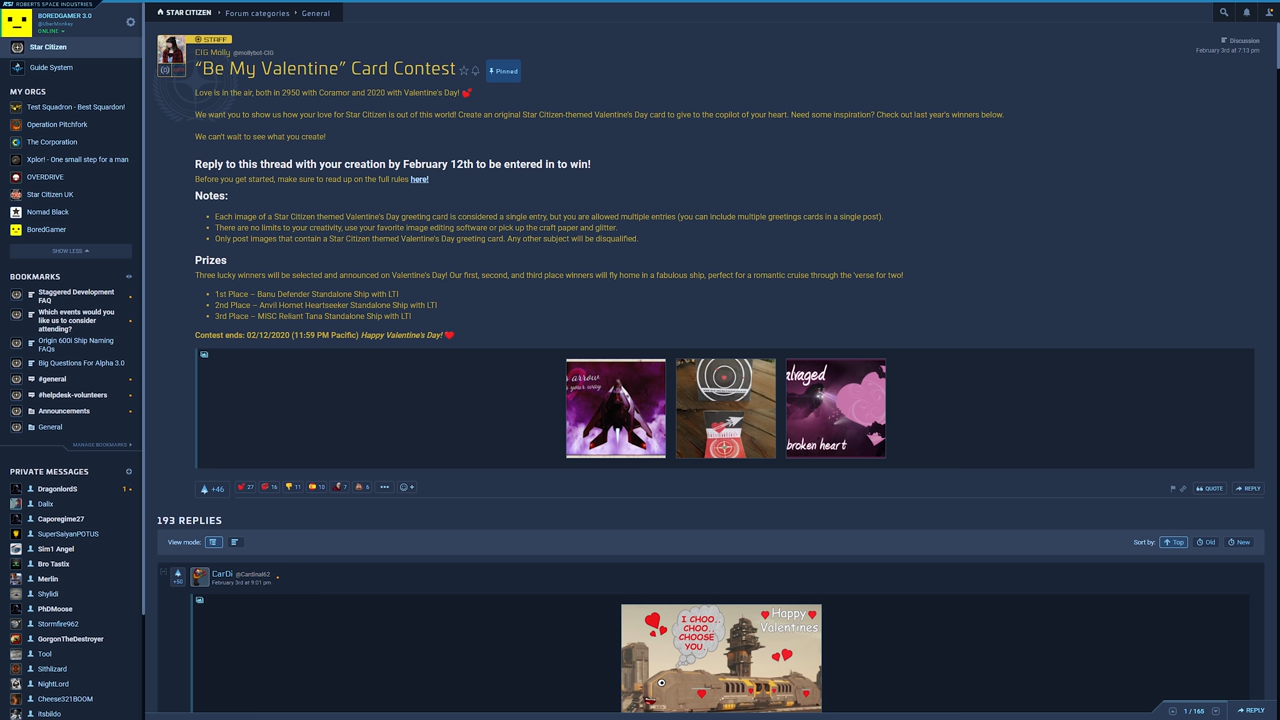 RSI ROBERTS SPACE INDUSTRIES
BOREDGAMER 3.0
@UberMonkey
ONLINE
Star Citizen
Guide System
MY ORGS
Test Squadron - Best Squardon!
Operation Pitchfork
The Corporation
Xplor! - One small step for a man
OVERDRIVE
Star Citizen UK
Nomad Black
BoredGamer
SHOW LESS
BOOKMARKS
Staggered Development
FAQ
Which events would you
like us to consider
attending?
Origin 600i Ship Naming
FAQs
Big Questions For Alpha 3.0
#general
#helpdesk-volunteers
Announcements
General
MANAGE BOOKMARKS
PRIVATE MESSAGES
DragonlordS 1
Dalix
Caporegime27
SuperSaiyanPOTUS
Sim1 Angel
Bro Tastix
Merlin
Shylidi
PhDMoose
Stormfire962
GorgonTheDestroyer
Tool
Sithlizard
NightLord
Cheese321BOOM
Itsbildo
STAR CITIZEN
Forum categories
General
STAFF
CIG Molly @mollybot-CIG
Discussion
February 3rd at 7:13 pm
“Be My Valentine” Card Contest
Pinned
Love is in the air, both in 2950 with Coramor and 2020 with Valentine's Day!
We want you to show us how your love for Star Citizen is out of this world! Create an original Star Citizen-themed Valentine's Day card to give to the copilot of your heart. Need some inspiration? Check out last year's winners below.
We can't wait to see what you create!
Reply to this thread with your creation by February 12th to be entered in to win!
Before you get started, make sure to read up on the full rules here!
Notes:
Each image of a Star Citizen themed Valentine's Day greeting card is considered a single entry, but you are allowed multiple entries (you can include multiple greetings cards in a single post).
There are no limits to your creativity, use your favorite image editing software or pick up the craft paper and glitter.
Only post images that contain a Star Citizen themed Valentine's Day greeting card. Any other subject will be disqualified.
Prizes
Three lucky winners will be selected and announced on Valentine's Day! Our first, second, and third place winners will fly home in a fabulous ship, perfect for a romantic cruise through the 'verse for two!
1st Place – Banu Defender Standalone Ship with LTI
2nd Place – Anvil Hornet Heartseeker Standalone Ship with LTI
3rd Place – MISC Reliant Tana Standalone Ship with LTI
Contest ends: 02/12/2020 (11:59 PM Pacific) Happy Valentine's Day!
arrow
s your way
alvaged
broken heart
+46
27
16
11
10
7
6
QUOTE
REPLY
193 REPLIES
View mode:
Sort by:
Top
Old
New
+50
CarDi @Cardinal62
February 3rd at 9:01 pm
I CHOO..
CHOO..
CHOOSE
YOU.
Happy
Valentines
1 / 165
REPLY